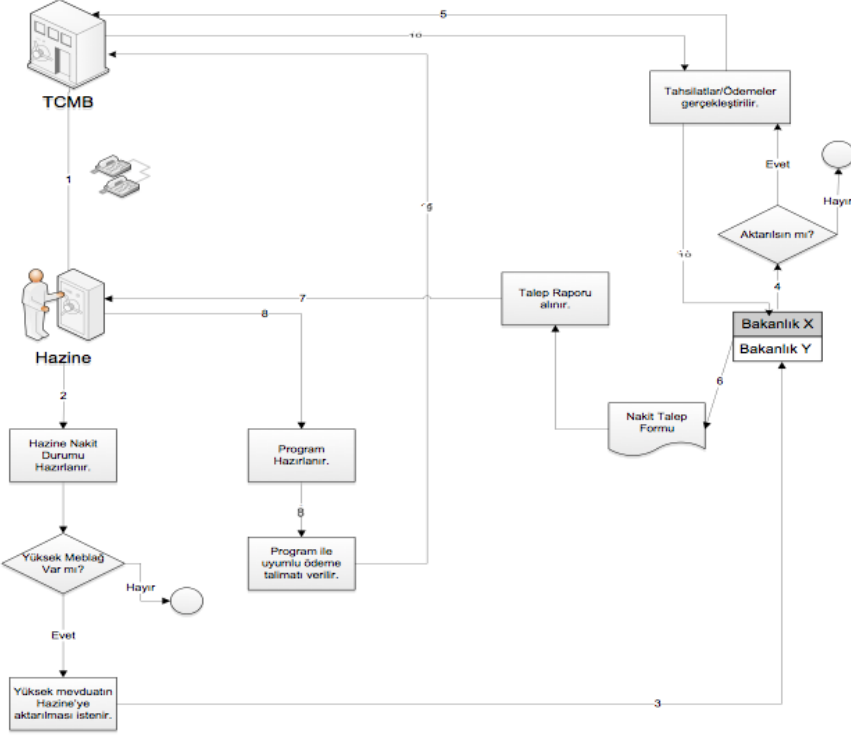 5
10
TCMB
Tahsilatlar/Ödemeler
gerçekleştirilir.
Evet
Hayır
1
Aktarılsın mı?
10
4
Talep Raporu
alınır.
7
8
Bakanlık X
Bakanlık Y
Hazine
2
6
Nakit Talep
Formu
Hazine Nakit
Durumu
Hazırlanır.
Program
Hazırlanır.
8
Yüksek Meblağ
Var mı?
Program ile
uyumlu ödeme
talimatı verilir.
Hayır
Evet
Yüksek mevduatın
Hazine'ye
aktarılması istenir.
3